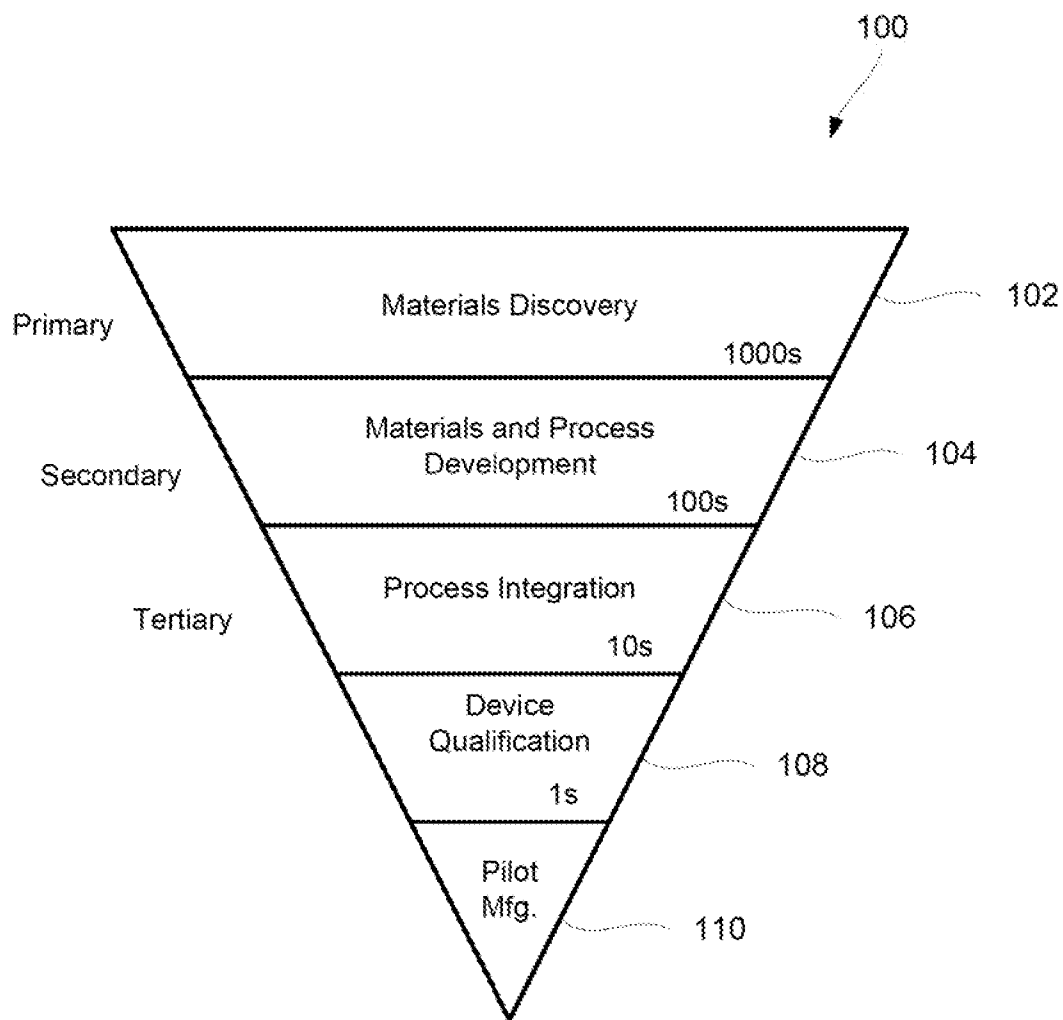 100
Materials Discovery
102
Primary
1000s
Materials and Process
Development
104
Secondary
100s
Process Integration
106
Tertiary
10s
Device
Qualification
108
1s
Pilot
Mfg.
110